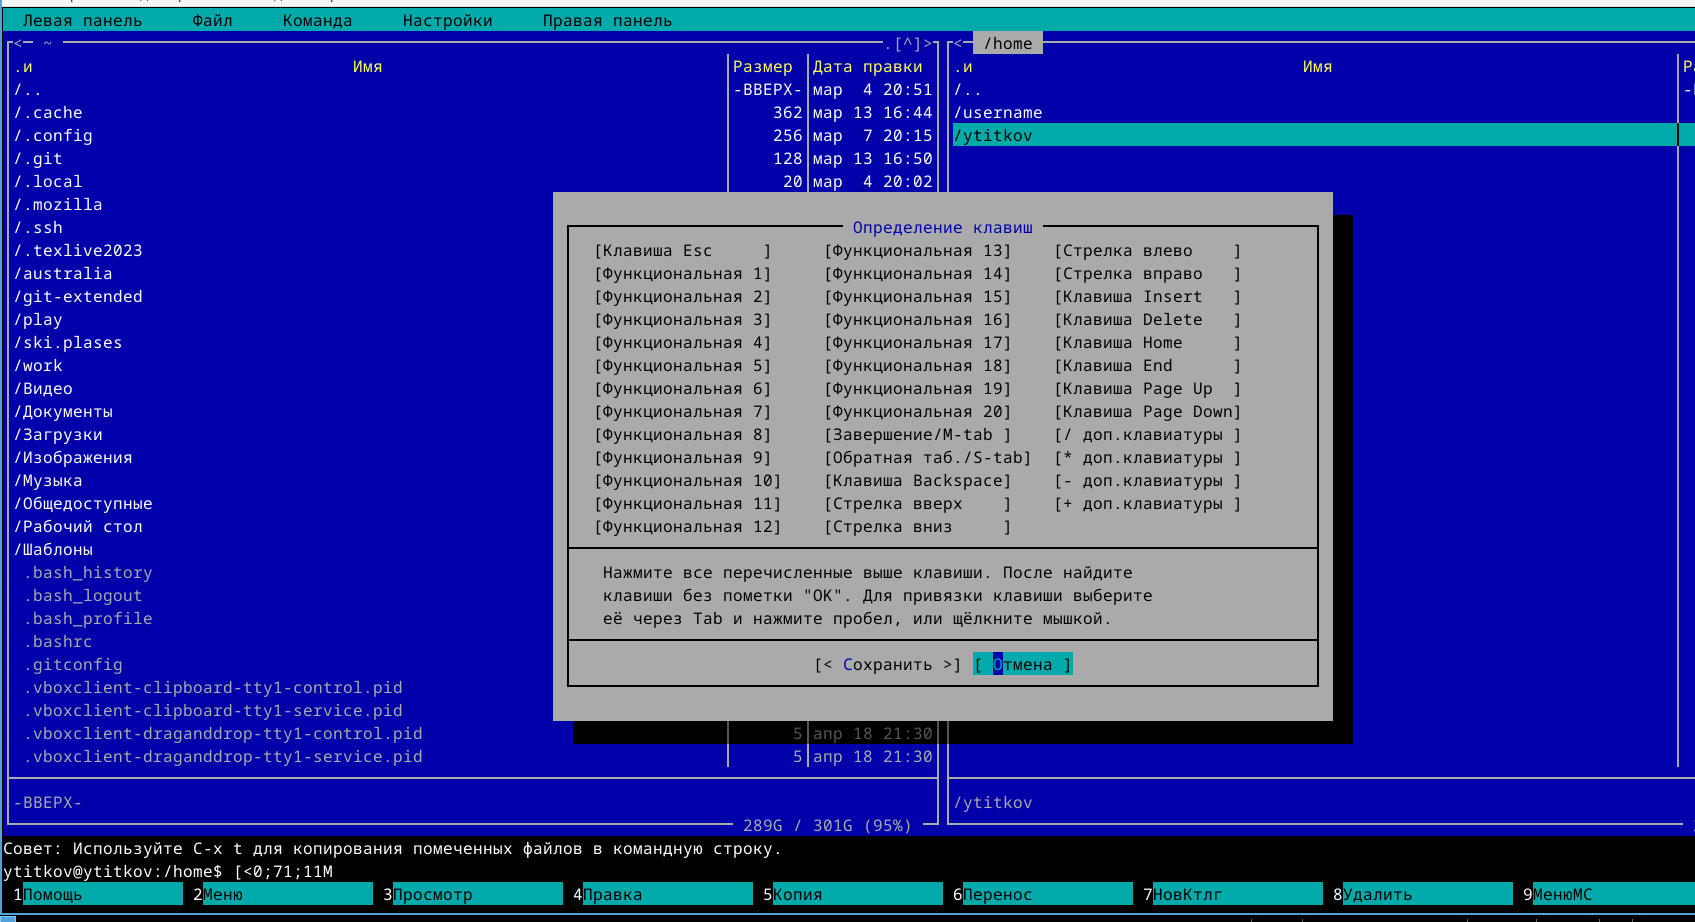 Левая панель Файл Команда Настройки Правая панель
<─ ~ .[^]> <─ /home
.и Имя Размер Дата правки .и Имя
/.. -ВВЕРХ- мар 4 20:51 /..
/.cache 362 мар 13 16:44 /username
/.config 256 мар 7 20:15 /ytitkov
/.git 128 мар 13 16:50
/.local 20 мар 4 20:02
/.mozilla
/.ssh Определение клавиш
/.texlive2023 [Клавиша Esc ] [Функциональная 13] [Стрелка влево ]
/australia [Функциональная 1] [Функциональная 14] [Стрелка вправо ]
/git-extended [Функциональная 2] [Функциональная 15] [Клавиша Insert ]
/play [Функциональная 3] [Функциональная 16] [Клавиша Delete ]
/ski.plases [Функциональная 4] [Функциональная 17] [Клавиша Home ]
/work [Функциональная 5] [Функциональная 18] [Клавиша End ]
/Видео [Функциональная 6] [Функциональная 19] [Клавиша Page Up ]
/Документы [Функциональная 7] [Функциональная 20] [Клавиша Page Down]
/Загрузки [Функциональная 8] [Завершение/M-tab ] [/ доп.клавиатуры ]
/Изображения [Функциональная 9] [Обратная таб./S-tab] [* доп.клавиатуры ]
/Музыка [Функциональная 10] [Клавиша Backspace] [- доп.клавиатуры ]
/Общедоступные [Функциональная 11] [Стрелка вверх ] [+ доп.клавиатуры ]
/Рабочий стол [Функциональная 12] [Стрелка вниз ]
/Шаблоны
.bash_history Нажмите все перечисленные выше клавиши. После найдите
.bash_logout клавиши без пометки "OK". Для привязки клавиши выберите
.bash_profile её через Tab и нажмите пробел, или щёлкните мышкой.
.bashrc
.gitconfig [< Сохранить >] [ Отмена ]
.vboxclient-clipboard-tty1-control.pid
.vboxclient-clipboard-tty1-service.pid
.vboxclient-draganddrop-tty1-control.pid 5 апр 18 21:30
.vboxclient-draganddrop-tty1-service.pid 5 апр 18 21:30
-ВВЕРХ- /ytitkov
289G / 301G (95%)
Совет: Используйте C-x t для копирования помеченных файлов в командную строку.
ytitkov@ytitkov:/home$ [<0;71;11M
1Помощь 2Меню 3Просмотр 4Правка 5Копия 6Перенос 7НовКтлг 8Удалить 9МенюMC